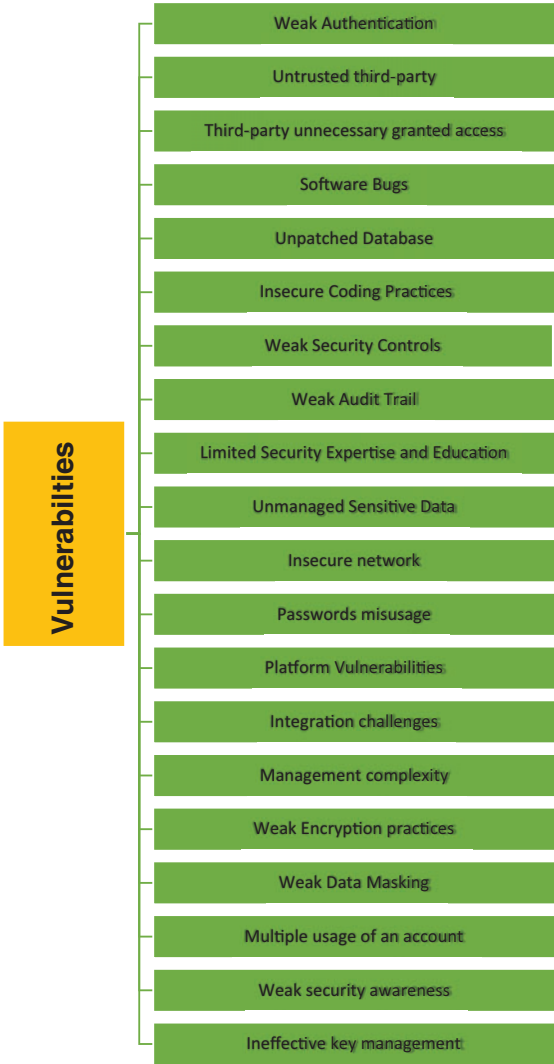 Vulnerabilties
Weak Authentication
Untrusted third-party
Third-party unnecessary granted access
Software Bugs
Unpatched Database
Insecure Coding Practices
Weak Security Controls
Weak Audit Trail
Limited Security Expertise and Education
Unmanaged Sensitive Data
Insecure network
Passwords misusage
Platform Vulnerabilities
Integration challenges
Management complexity
Weak Encryption practices
Weak Data Masking
Multiple usage of an account
Weak security awareness
Ineffective key management